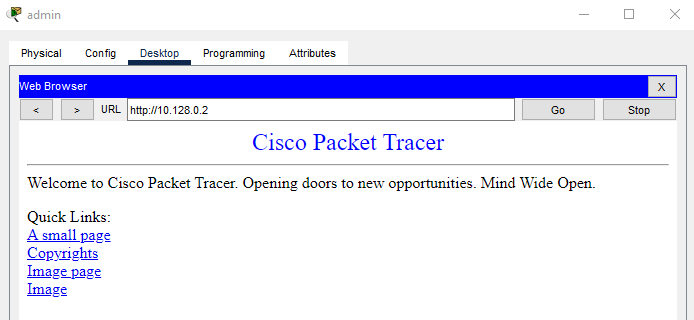 admin
Physical Config Desktop Programming Attributes
Web Browser X
< > URL http://10.128.0.2 Go Stop
Cisco Packet Tracer
Welcome to Cisco Packet Tracer. Opening doors to new opportunities. Mind Wide Open.
Quick Links:
A small page
Copyrights
Image page
Image